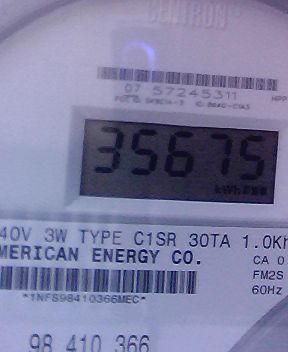 CENTRON
07 57245311
35675
kWh
40V 3W TYPE C1SR 30TA 1.0Kh
MERICAN ENERGY CO.
CA 0
FM2S
60Hz
*1NFS98410366MEC*
98 410 366